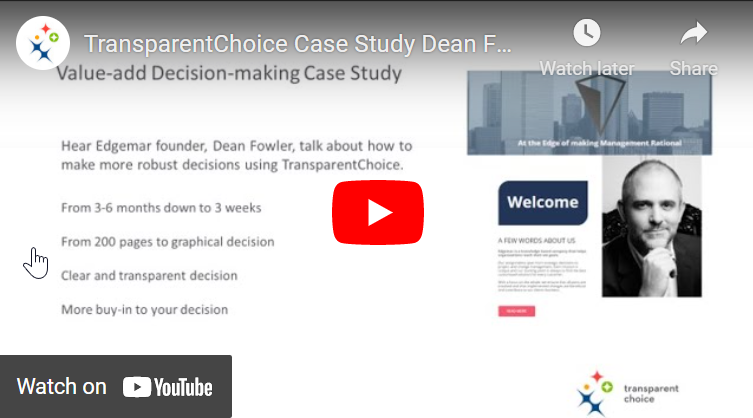 TransparentChoice Case Study Dean F...
Watch later
Share
Value-add Decision-making Case Study
Hear Edgemar founder, Dean Fowler, talk about how to
make more robust decisions using TransparentChoice.
From 3-6 months down to 3 weeks
From 200 pages to graphical decision
Clear and transparent decision
More buy-in to your decision
At the Edge of making Management Rational
Welcome
A FEW WORDS ABOUT US
READ MORE
Watch on YouTube
transparent
choice